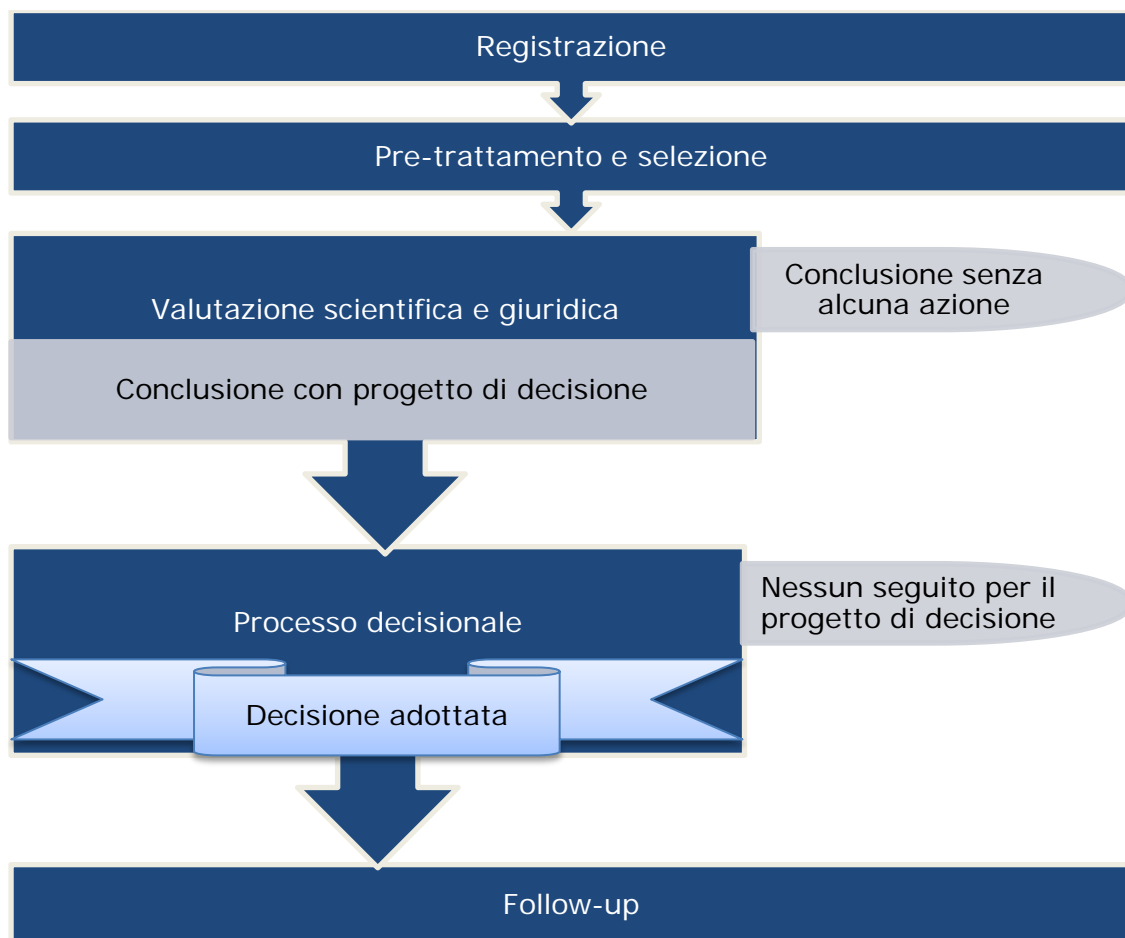 Registrazione
Pre-trattamento e selezione
Conclusione senza
alcuna azione
Valutazione scientifica e giuridica
Conclusione con progetto di decisione
Nessun seguito per il
progetto di decisione
Processo decisionale
Decisione adottata
Follow-up